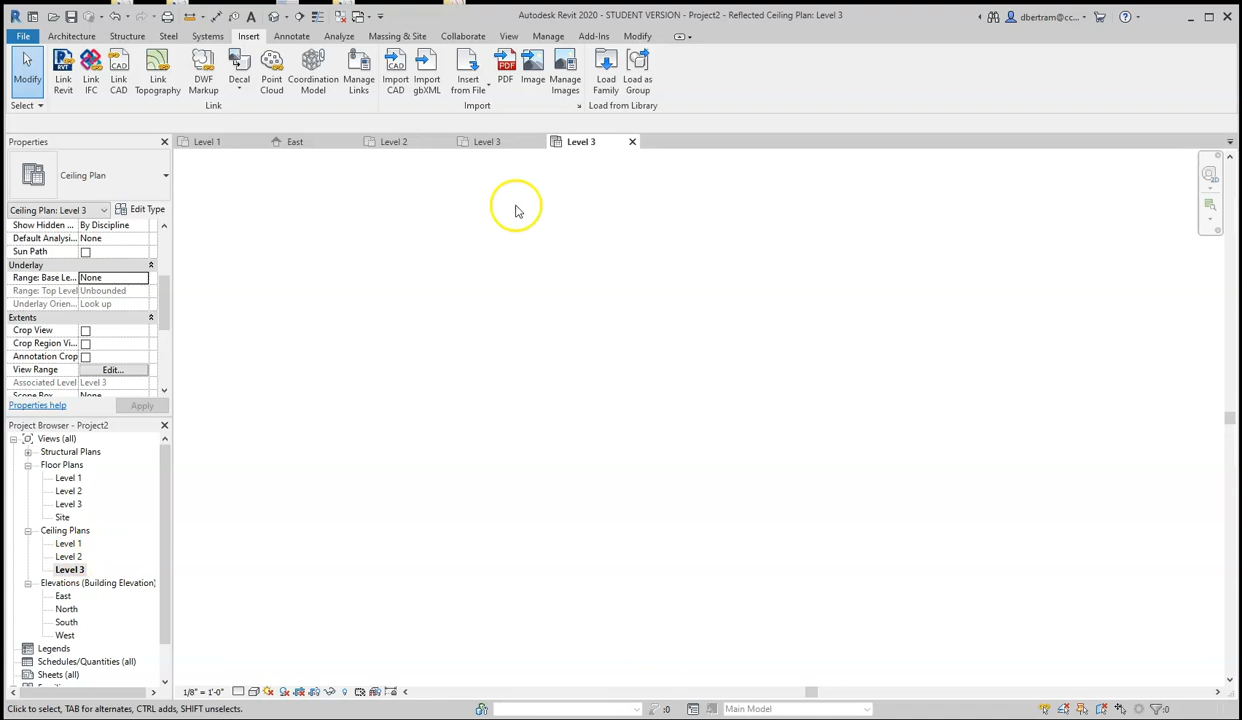 Autodesk Revit 2020 - STUDENT VERSION - Project2 - Reflected Ceiling Plan: Level 3
dbertram@cc...
File Architecture Structure Steel Systems Insert Annotate Analyze Massing & Site Collaborate View Manage Add-Ins Modify
Modify
Link Revit
Link IFC
Link CAD
Link Topography
DWF Markup
Decal
Point Cloud
Coordination Model
Manage Links
Import CAD
Import gbXML
Insert from File
PDF
Image
Manage Images
Load Family
Load as Group
Select Link Import Load from Library
Properties
Level 1 East Level 2 Level 3 Level 3
Ceiling Plan
2D
Ceiling Plan: Level 3 Edit Type
Show Hidden ... By Discipline
Default Analysi... None
Sun Path
Underlay
Range: Base Le... None
Range: Top Level Unbounded
Underlay Orien... Look up
Extents
Crop View
Crop Region Vi...
Annotation Crop
View Range Edit...
Associated Level Level 3
Scope Box None
Properties help Apply
Project Browser - Project2
Views (all)
Structural Plans
Floor Plans
Level 1
Level 2
Level 3
Site
Ceiling Plans
Level 1
Level 2
Level 3
Elevations (Building Elevation)
East
North
South
West
Legends
Schedules/Quantities (all)
Sheets (all)
1/8" = 1'-0"
Click to select, TAB for alternates, CTRL adds, SHIFT unselects. :0 Main Model :0